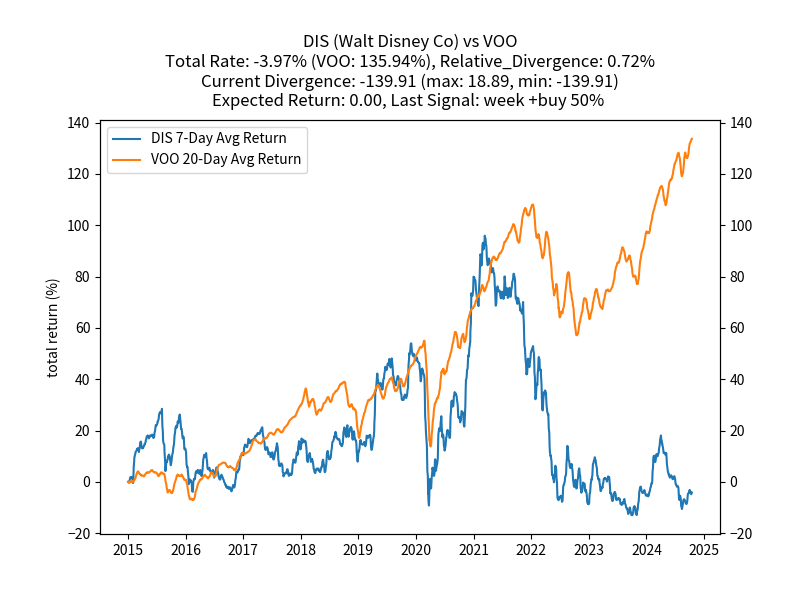 DIS (Walt Disney Co) vs VOO
Total Rate: -3.97% (VOO: 135.94%), Relative_Divergence: 0.72%
Current Divergence: -139.91 (max: 18.89, min: -139.91)
Expected Return: 0.00, Last Signal: week +buy 50%
DIS 7-Day Avg Return
VOO 20-Day Avg Return
total return (%)
140
120
100
80
60
40
20
0
−20
140
120
100
80
60
40
20
0
−20
2015 2016 2017 2018 2019 2020 2021 2022 2023 2024 2025